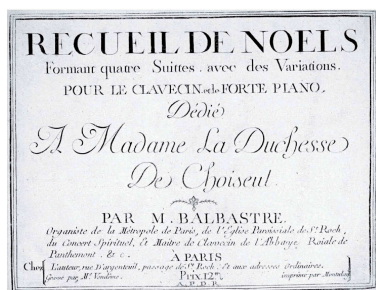 RECUEIL DE NOELS
Formant quatre Suittes, avec des Variations.
POUR LE CLAVECIN et le FORTE PIANO,
Dédié
A Madame La Duchesse
De Choiseul
PAR M. BALBASTRE.
Organiste de la Métropole de Paris, de l'Eglise Paroissiale de St. Roch,
du Concert Spirituel, Et Maitre de Clavecin de l'Abbaye Roiale de
Panthemont, & c.
À PARIS
Chez L'auteur, rue D'argenteuil, passage de St. Roch; Et aux adresses Ordinaires.
Gravé par Me. Vendôme. Prix 12.tt imprimé par Montulay
A. P. D. R.